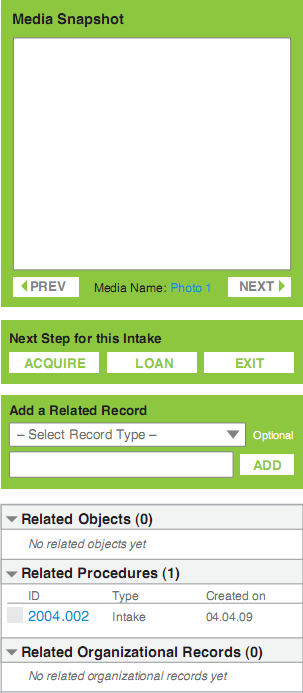 Media Snapshot
PREV Media Name: Photo 1 NEXT
Next Step for this Intake
ACQUIRE LOAN EXIT
Add a Related Record
– Select Record Type – Optional
ADD
Related Objects (0)
No related objects yet
Related Procedures (1)
ID Type Created on
2004.002 Intake 04.04.09
Related Organizational Records (0)
No related organizational records yet